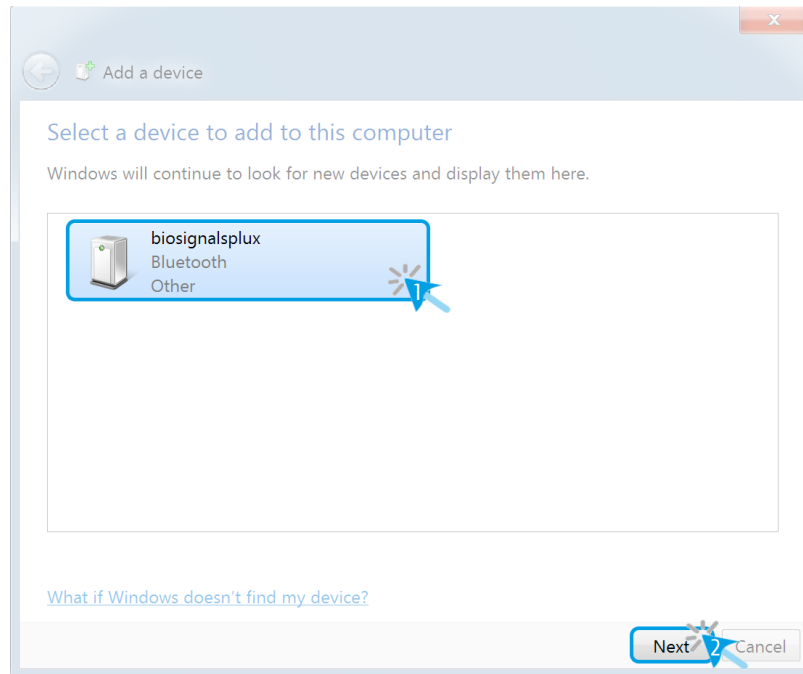 Add a device
Select a device to add to this computer
Windows will continue to look for new devices and display them here.
biosignalsplux
Bluetooth
Other
1
What if Windows doesn't find my device?
Next
2
Cancel